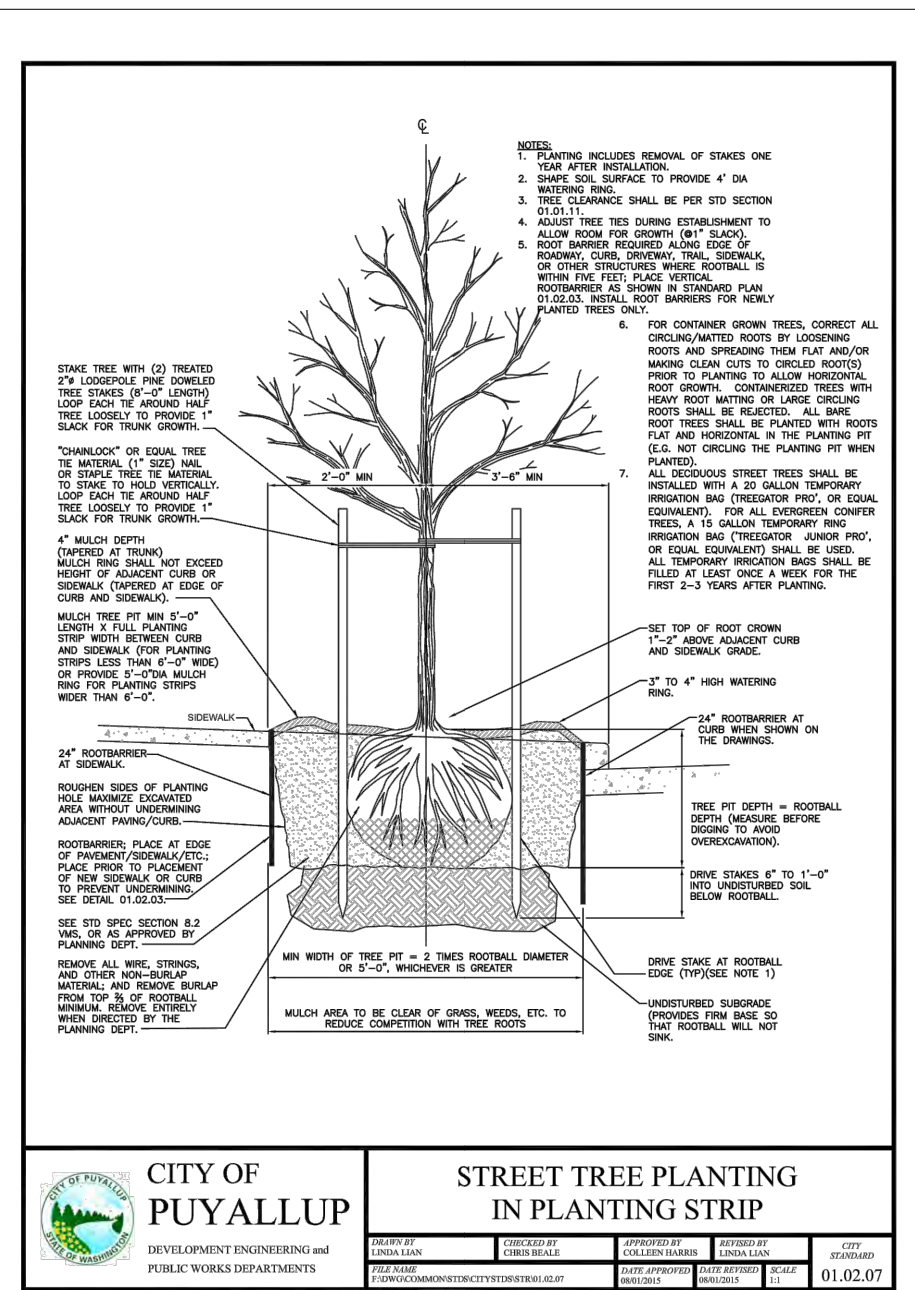 ℄
NOTES:
1. PLANTING INCLUDES REMOVAL OF STAKES ONE
YEAR AFTER INSTALLATION.
2. SHAPE SOIL SURFACE TO PROVIDE 4' DIA
WATERING RING.
3. TREE CLEARANCE SHALL BE PER STD SECTION
01.01.11.
4. ADJUST TREE TIES DURING ESTABLISHMENT TO
ALLOW ROOM FOR GROWTH (@1" SLACK).
5. ROOT BARRIER REQUIRED ALONG EDGE OF
ROADWAY, CURB, DRIVEWAY, TRAIL, SIDEWALK,
OR OTHER STRUCTURES WHERE ROOTBALL IS
WITHIN FIVE FEET; PLACE VERTICAL
ROOTBARRIER AS SHOWN IN STANDARD PLAN
01.02.03. INSTALL ROOT BARRIERS FOR NEWLY
PLANTED TREES ONLY.
6. FOR CONTAINER GROWN TREES, CORRECT ALL
CIRCLING/MATTED ROOTS BY LOOSENING
ROOTS AND SPREADING THEM FLAT AND/OR
MAKING CLEAN CUTS TO CIRCLED ROOT(S)
PRIOR TO PLANTING TO ALLOW HORIZONTAL
ROOT GROWTH. CONTAINERIZED TREES WITH
HEAVY ROOT MATTING OR LARGE CIRCLING
ROOTS SHALL BE REJECTED. ALL BARE
ROOT TREES SHALL BE PLANTED WITH ROOTS
FLAT AND HORIZONTAL IN THE PLANTING PIT
(E.G. NOT CIRCLING THE PLANTING PIT WHEN
PLANTED).
7. ALL DECIDUOUS STREET TREES SHALL BE
INSTALLED WITH A 20 GALLON TEMPORARY
IRRIGATION BAG (TREEGATOR PRO', OR EQUAL
EQUIVALENT). FOR ALL EVERGREEN CONIFER
TREES, A 15 GALLON TEMPORARY RING
IRRIGATION BAG ('TREEGATOR JUNIOR PRO',
OR EQUAL EQUIVALENT) SHALL BE USED.
ALL TEMPORARY IRRICATION BAGS SHALL BE
FILLED AT LEAST ONCE A WEEK FOR THE
FIRST 2–3 YEARS AFTER PLANTING.
STAKE TREE WITH (2) TREATED
2"ø LODGEPOLE PINE DOWELED
TREE STAKES (8'–0" LENGTH)
LOOP EACH TIE AROUND HALF
TREE LOOSELY TO PROVIDE 1"
SLACK FOR TRUNK GROWTH.
"CHAINLOCK" OR EQUAL TREE
TIE MATERIAL (1" SIZE) NAIL
OR STAPLE TREE TIE MATERIAL
TO STAKE TO HOLD VERTICALLY.
LOOP EACH TIE AROUND HALF
TREE LOOSELY TO PROVIDE 1"
SLACK FOR TRUNK GROWTH.
4" MULCH DEPTH
(TAPERED AT TRUNK)
MULCH RING SHALL NOT EXCEED
HEIGHT OF ADJACENT CURB OR
SIDEWALK (TAPERED AT EDGE OF
CURB AND SIDEWALK).
MULCH TREE PIT MIN 5'–0"
LENGTH X FULL PLANTING
STRIP WIDTH BETWEEN CURB
AND SIDEWALK (FOR PLANTING
STRIPS LESS THAN 6'–0" WIDE)
OR PROVIDE 5'–0"DIA MULCH
RING FOR PLANTING STRIPS
WIDER THAN 6'–0".
2'–0" MIN
3'–6" MIN
SET TOP OF ROOT CROWN
1"–2" ABOVE ADJACENT CURB
AND SIDEWALK GRADE.
3" TO 4" HIGH WATERING
RING.
SIDEWALK
24" ROOTBARRIER AT
CURB WHEN SHOWN ON
THE DRAWINGS.
24" ROOTBARRIER
AT SIDEWALK.
ROUGHEN SIDES OF PLANTING
HOLE MAXIMIZE EXCAVATED
AREA WITHOUT UNDERMINING
ADJACENT PAVING/CURB.
ROOTBARRIER; PLACE AT EDGE
OF PAVEMENT/SIDEWALK/ETC.;
PLACE PRIOR TO PLACEMENT
OF NEW SIDEWALK OR CURB
TO PREVENT UNDERMINING.
SEE DETAIL 01.02.03.
SEE STD SPEC SECTION 8.2
VMS, OR AS APPROVED BY
PLANNING DEPT.
REMOVE ALL WIRE, STRINGS,
AND OTHER NON–BURLAP
MATERIAL; AND REMOVE BURLAP
FROM TOP ⅔ OF ROOTBALL
MINIMUM. REMOVE ENTIRELY
WHEN DIRECTED BY THE
PLANNING DEPT.
TREE PIT DEPTH = ROOTBALL
DEPTH (MEASURE BEFORE
DIGGING TO AVOID
OVEREXCAVATION).
DRIVE STAKES 6" TO 1'–0"
INTO UNDISTURBED SOIL
BELOW ROOTBALL.
MIN WIDTH OF TREE PIT = 2 TIMES ROOTBALL DIAMETER
OR 5'–0", WHICHEVER IS GREATER
DRIVE STAKE AT ROOTBALL
EDGE (TYP)(SEE NOTE 1)
MULCH AREA TO BE CLEAR OF GRASS, WEEDS, ETC. TO
REDUCE COMPETITION WITH TREE ROOTS
UNDISTURBED SUBGRADE
(PROVIDES FIRM BASE SO
THAT ROOTBALL WILL NOT
SINK.
CITY OF PUYALLUP
STATE OF WASHINGTON
CITY OF
PUYALLUP
DEVELOPMENT ENGINEERING and
PUBLIC WORKS DEPARTMENTS
STREET TREE PLANTING
IN PLANTING STRIP
DRAWN BY
LINDA LIAN
CHECKED BY
CHRIS BEALE
APPROVED BY
COLLEEN HARRIS
REVISED BY
LINDA LIAN
CITY
STANDARD
FILE NAME
F:\DWG\COMMON\STDS\CITYSTDS\STR\01.02.07
DATE APPROVED
08/01/2015
DATE REVISED
08/01/2015
SCALE
1:1
01.02.07